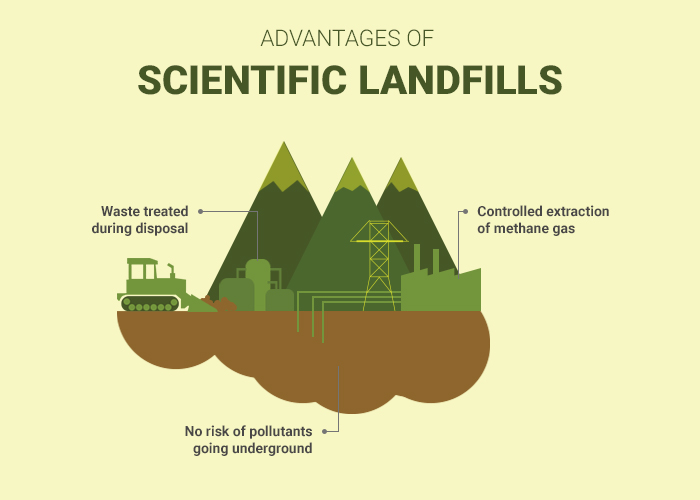 ADVANTAGES OF
SCIENTIFIC LANDFILLS
Waste treated
during disposal
Controlled extraction
of methane gas
No risk of pollutants
going underground